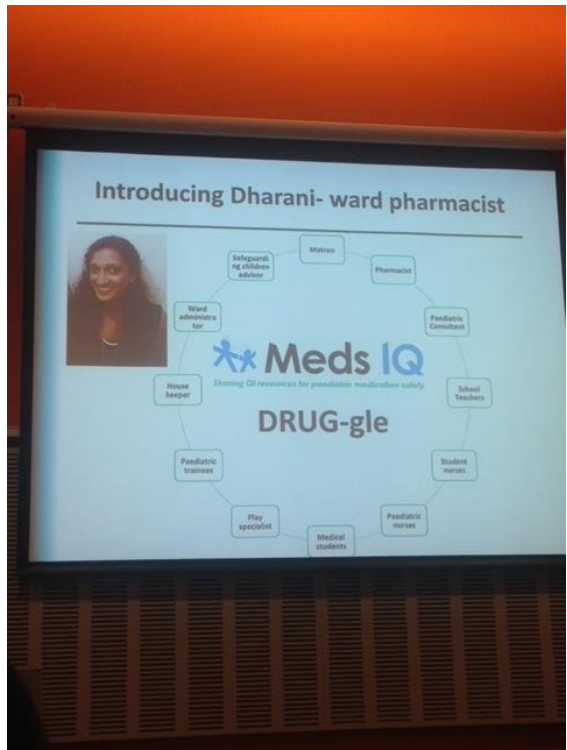 Introducing Dharani- ward pharmacist
Matron
Pharmacist
Paediatric
Consultant
School
Teachers
Student
nurses
Paediatric
nurses
Medical
students
Play
specialist
Paediatric
trainees
House
keeper
Ward
administra
tor
Safeguardi
ng children
advisor
Meds IQ
Sharing QI resources for paediatric medication safety
DRUG-gle